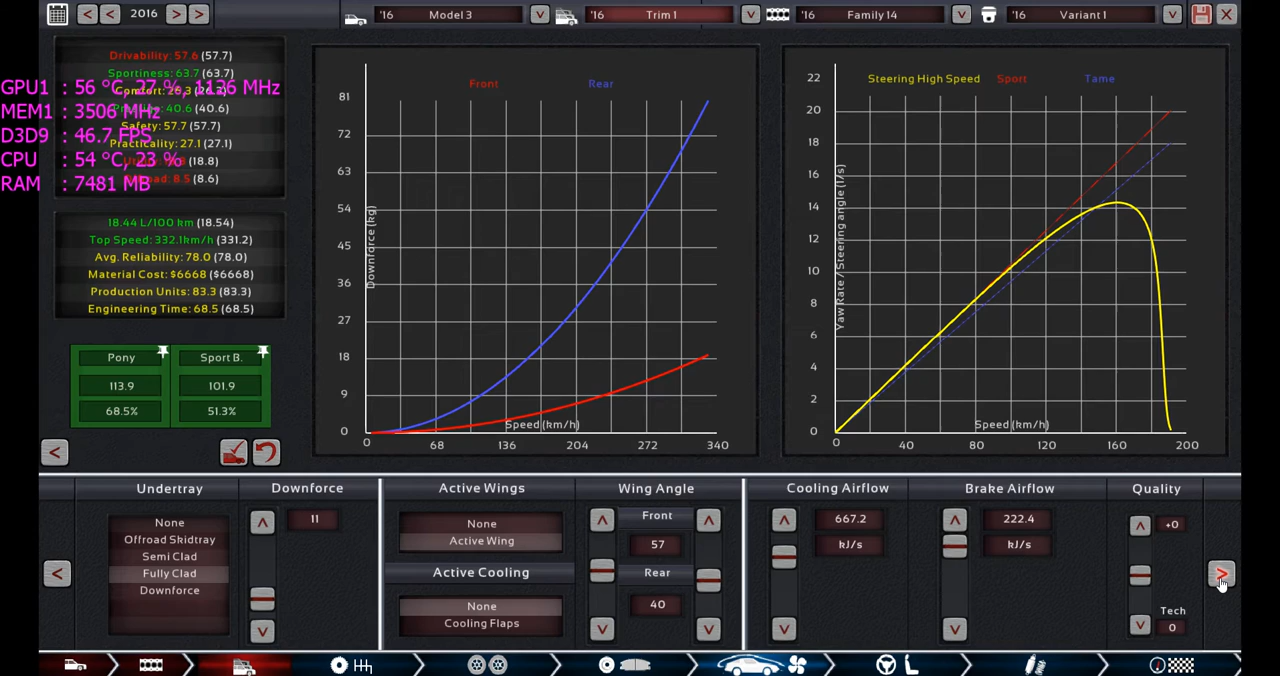 2016
'16 Model 3
'16 Trim 1
'16 Family 14
'16 Variant 1
Drivability: 57.6 (57.7)
Sportiness: 63.7 (63.7)
GPU1 : 56 °C, 27 %, 1136 MHz
40.6 (40.6)
MEM1 : 3506 MHz
Safety: 57.7 (57.7)
D3D9 : 46.7 FPS
Practicality: 27.1 (27.1)
CPU : 54 °C, 23 %
(18.8)
RAM : 7481 MB
8.5 (8.6)
18.44 L/100 km (18.54)
Top Speed: 332.1km/h (331.2)
Avg. Reliability: 78.0 (78.0)
Material Cost: $6668 ($6668)
Production Units: 83.3 (83.3)
Engineering Time: 68.5 (68.5)
Pony Sport B.
113.9 101.9
68.5% 51.3%
Front Rear
Downforce (kg)
81
72
63
54
45
36
27
18
9
0
Speed (km/h)
0 68 136 204 272 340
Steering High Speed Sport Tame
Yaw Rate / Steering angle (1/s)
22
20
18
16
14
12
10
8
6
4
2
0
Speed (km/h)
0 40 80 120 160 200
Undertray
None
Offroad Skidtray
Semi Clad
Fully Clad
Downforce
Downforce
11
Active Wings
None
Active Wing
Active Cooling
None
Cooling Flaps
Wing Angle
Front
57
Rear
40
Cooling Airflow
667.2
kJ/s
Brake Airflow
222.4
kJ/s
Quality
+0
Tech
0